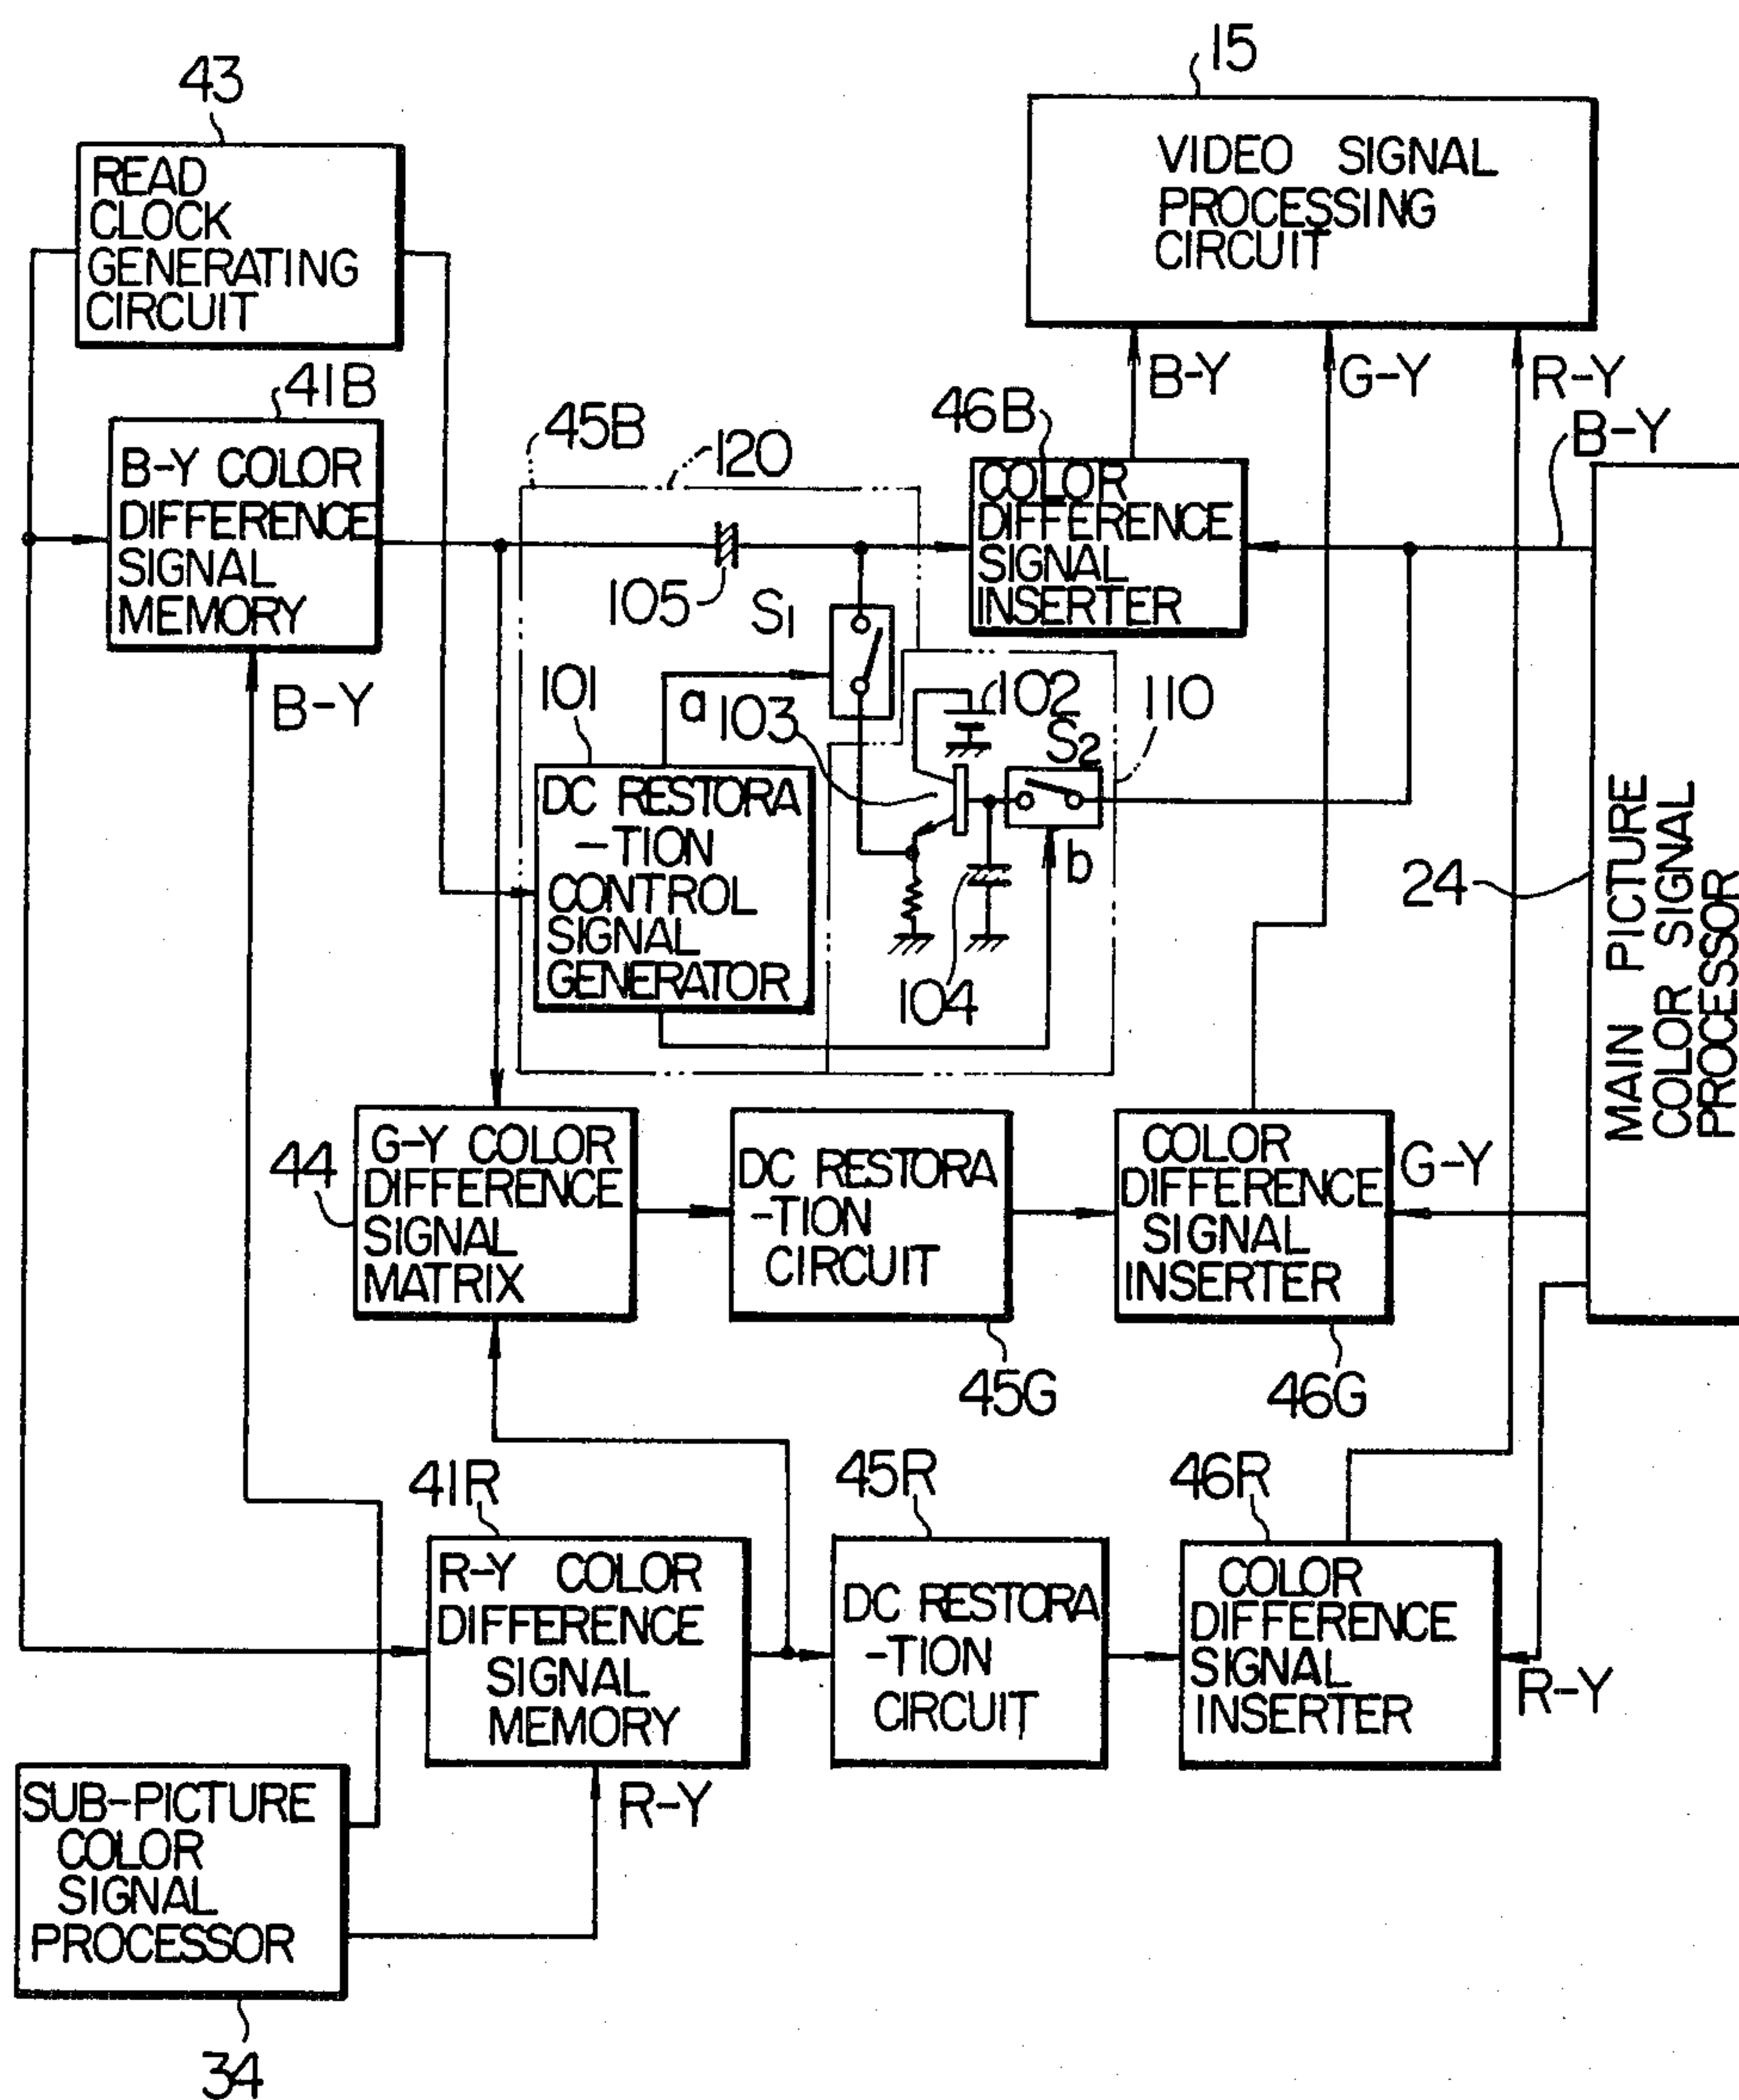 43
READ
CLOCK
GENERATING
CIRCUIT
15
VIDEO SIGNAL
PROCESSING
CIRCUIT
B-Y
G-Y
R-Y
41B
B-Y COLOR
DIFFERENCE
SIGNAL
MEMORY
B-Y
45B
120
46B
COLOR
DIFFERENCE
SIGNAL
INSERTER
B-Y
105
S1
101
a
103
102
S2
110
DC RESTORA
-TION
CONTROL
SIGNAL
GENERATOR
104
b
24
MAIN PICTURE
COLOR SIGNAL
PROCESSOR
44
G-Y COLOR
DIFFERENCE
SIGNAL
MATRIX
DC RESTORA
-TION
CIRCUIT
45G
COLOR
DIFFERENCE
SIGNAL
INSERTER
46G
G-Y
41R
R-Y COLOR
DIFFERENCE
SIGNAL
MEMORY
R-Y
45R
DC RESTORA
-TION
CIRCUIT
46R
COLOR
DIFFERENCE
SIGNAL
INSERTER
R-Y
SUB-PICTURE
COLOR
SIGNAL
PROCESSOR
34